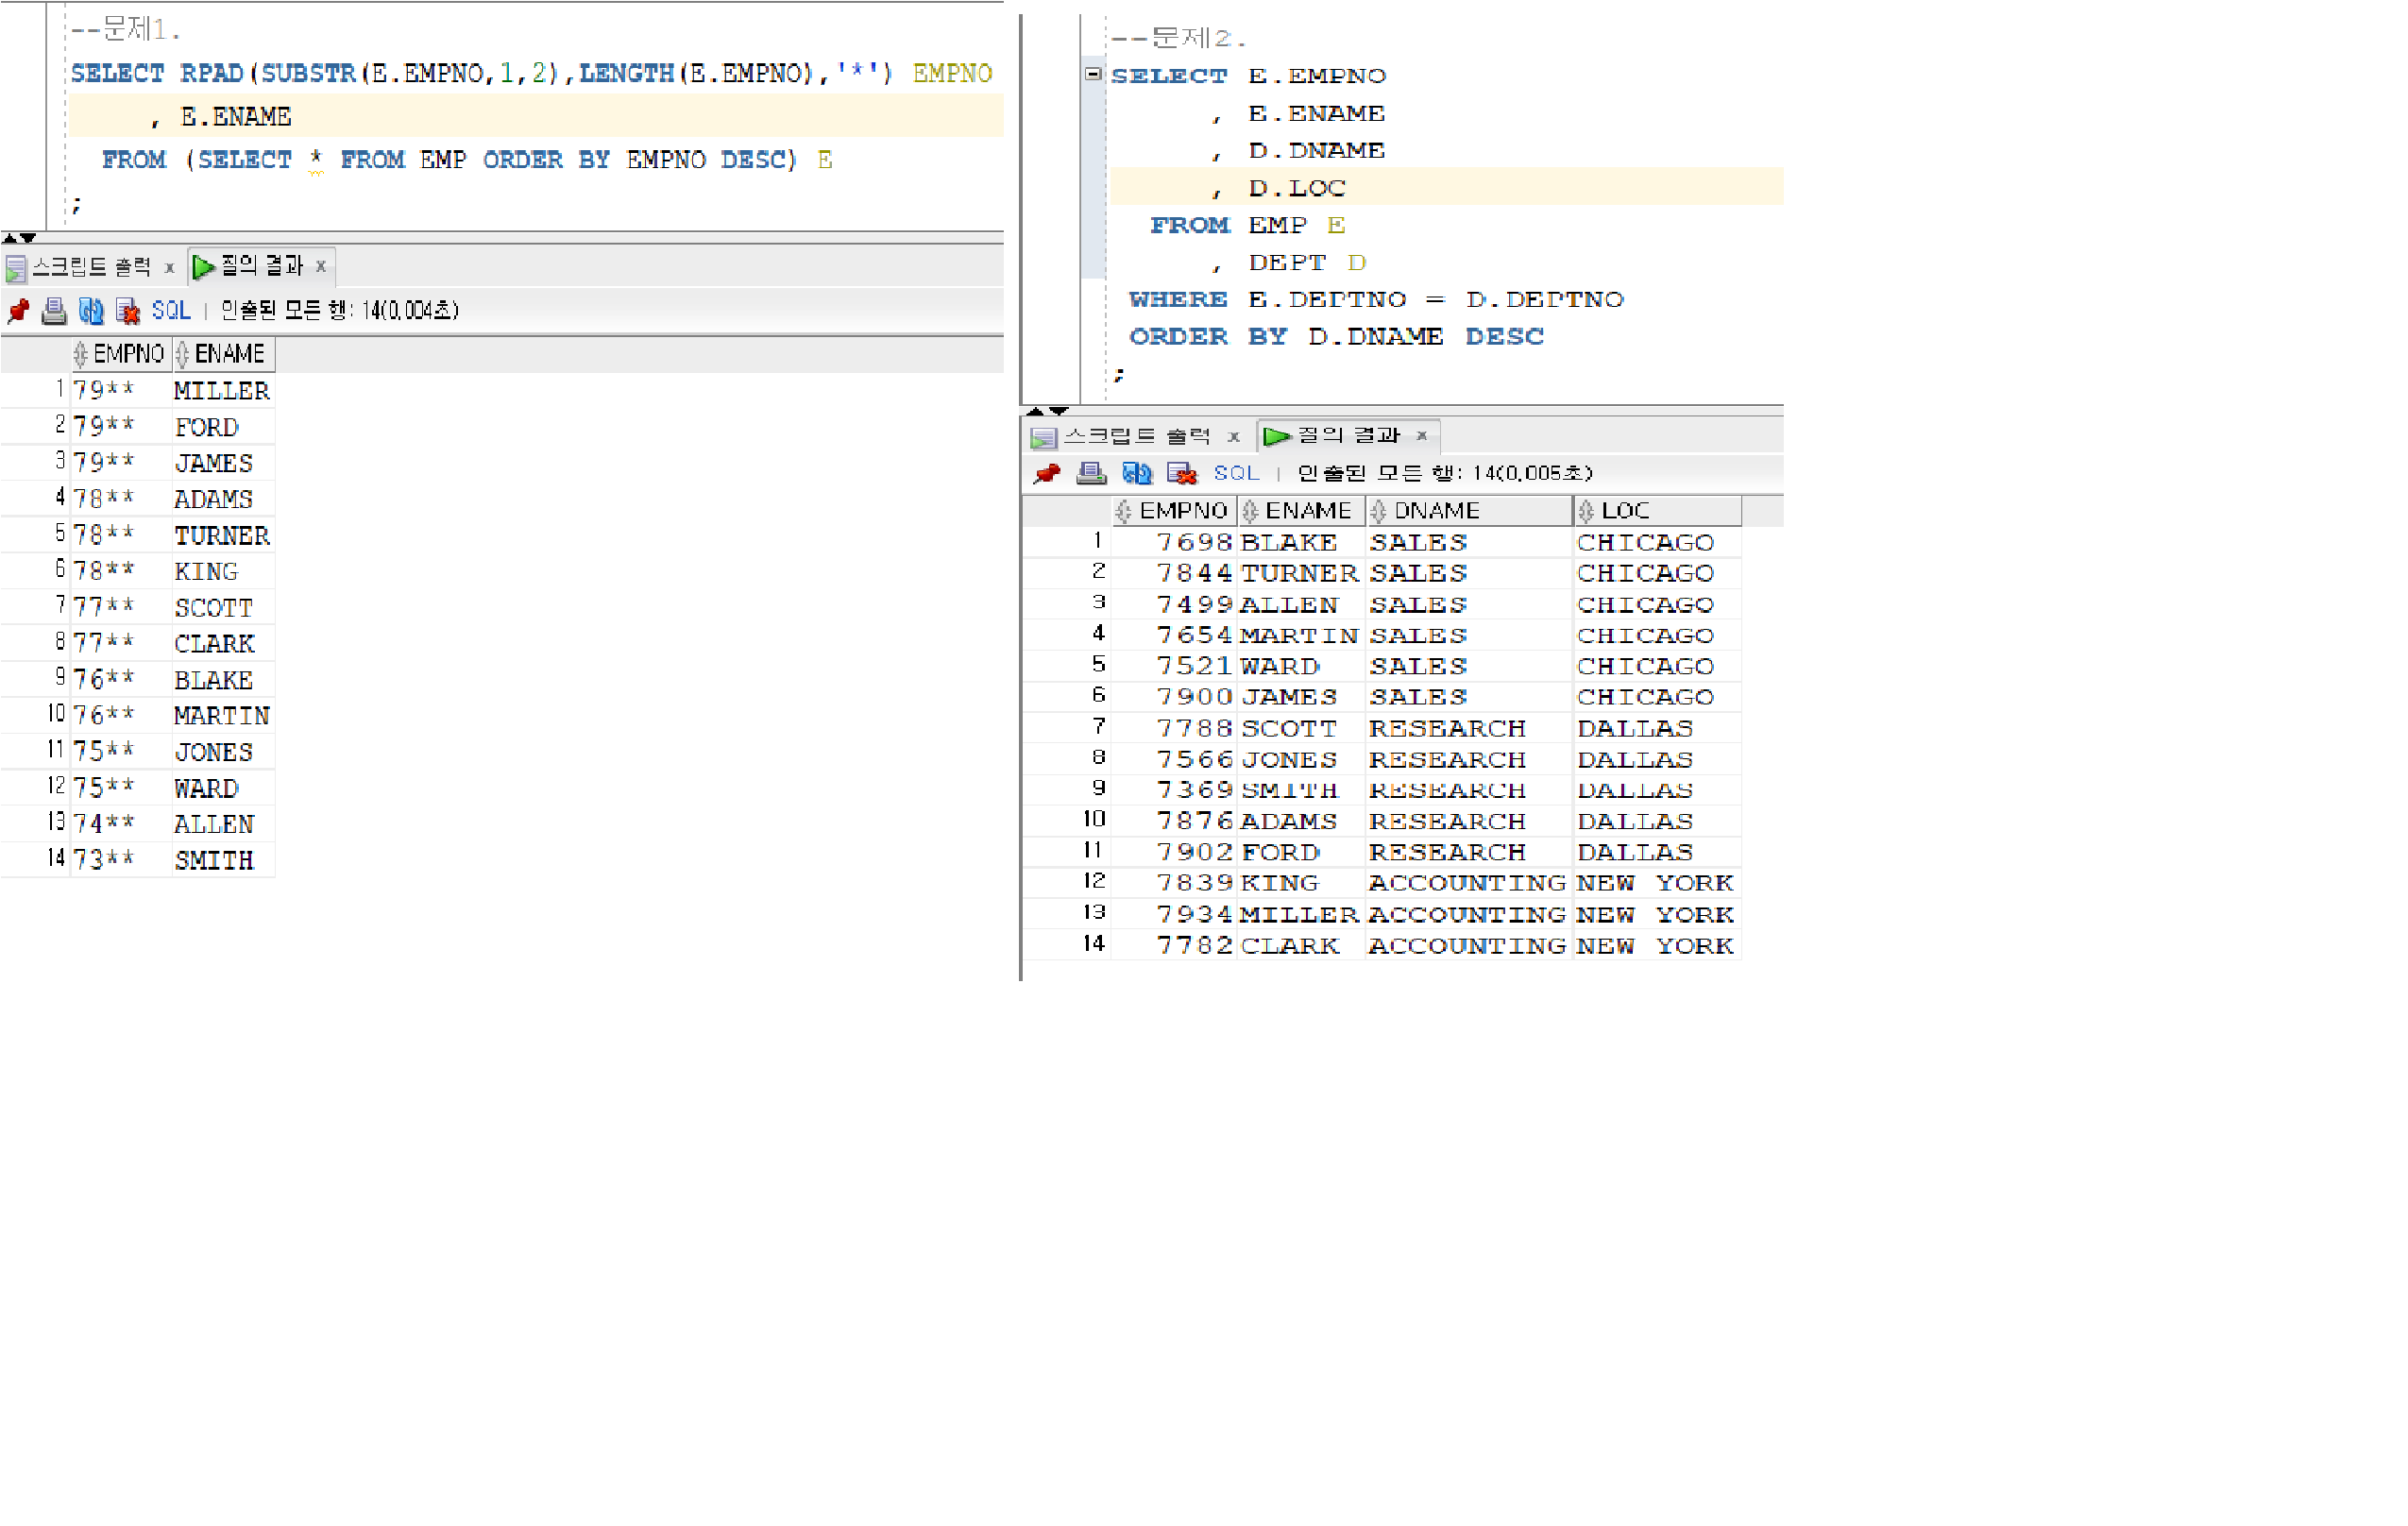 --문제1.
SELECT RPAD(SUBSTR(E.EMPNO,1,2),LENGTH(E.EMPNO),'*') EMPNO
, E.ENAME
FROM (SELECT * FROM EMP ORDER BY EMPNO DESC) E
;
스크립트 출력 x 질의 결과 x
SQL | 인출된 모든 행: 14(0,004초)
EMPNO ENAME
1 79** MILLER
2 79** FORD
3 79** JAMES
4 78** ADAMS
5 78** TURNER
6 78** KING
7 77** SCOTT
8 77** CLARK
9 76** BLAKE
10 76** MARTIN
11 75** JONES
12 75** WARD
13 74** ALLEN
14 73** SMITH
--문제2.
SELECT E.EMPNO
, E.ENAME
, D.DNAME
, D.LOC
FROM EMP E
, DEPT D
WHERE E.DEPTNO = D.DEPTNO
ORDER BY D.DNAME DESC
;
스크립트 출력 x 질의 결과 x
SQL | 인출된 모든 행: 14(0,005초)
EMPNO ENAME DNAME LOC
1 7698 BLAKE SALES CHICAGO
2 7844 TURNER SALES CHICAGO
3 7499 ALLEN SALES CHICAGO
4 7654 MARTIN SALES CHICAGO
5 7521 WARD SALES CHICAGO
6 7900 JAMES SALES CHICAGO
7 7788 SCOTT RESEARCH DALLAS
8 7566 JONES RESEARCH DALLAS
9 7369 SMITH RESEARCH DALLAS
10 7876 ADAMS RESEARCH DALLAS
11 7902 FORD RESEARCH DALLAS
12 7839 KING ACCOUNTING NEW YORK
13 7934 MILLER ACCOUNTING NEW YORK
14 7782 CLARK ACCOUNTING NEW YORK